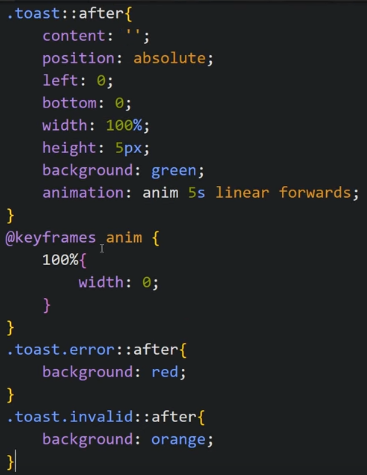 .toast::after{
    content: '';
    position: absolute;
    left: 0;
    bottom: 0;
    width: 100%;
    height: 5px;
    background: green;
    animation: anim 5s linear forwards;
}
@keyframes anim {
    100%{
        width: 0;
    }
}
.toast.error::after{
    background: red;
}
.toast.invalid::after{
    background: orange;
}